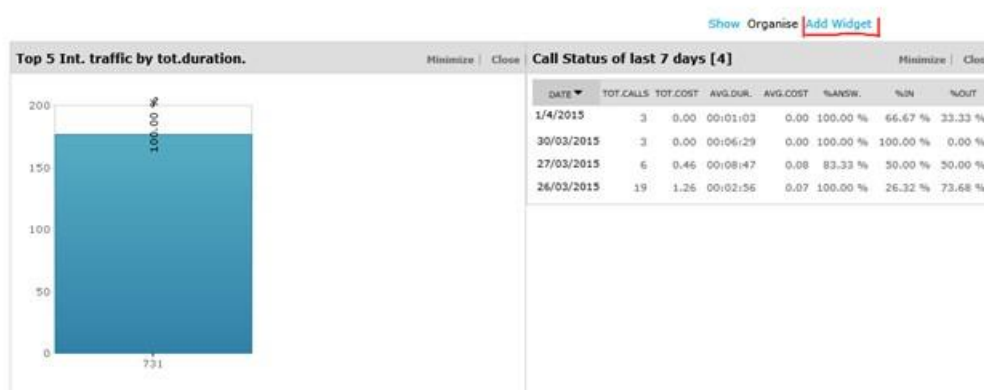 Show Organise Add Widget
Top 5 Int. traffic by tot.duration. Minimize | Close
200
100.00 %
150
100
50
0
731
Call Status of last 7 days [4] Minimize | Clos
DATE TOT.CALLS TOT.COST AVG.DUR. AVG.COST %ANSW. %IN %OUT
1/4/2015 3 0.00 00:01:03 0.00 100.00 % 66.67 % 33.33 %
30/03/2015 3 0.00 00:06:29 0.00 100.00 % 100.00 % 0.00 %
27/03/2015 6 0.46 00:08:47 0.08 83.33 % 50.00 % 50.00 %
26/03/2015 19 1.26 00:02:56 0.07 100.00 % 26.32 % 73.68 %